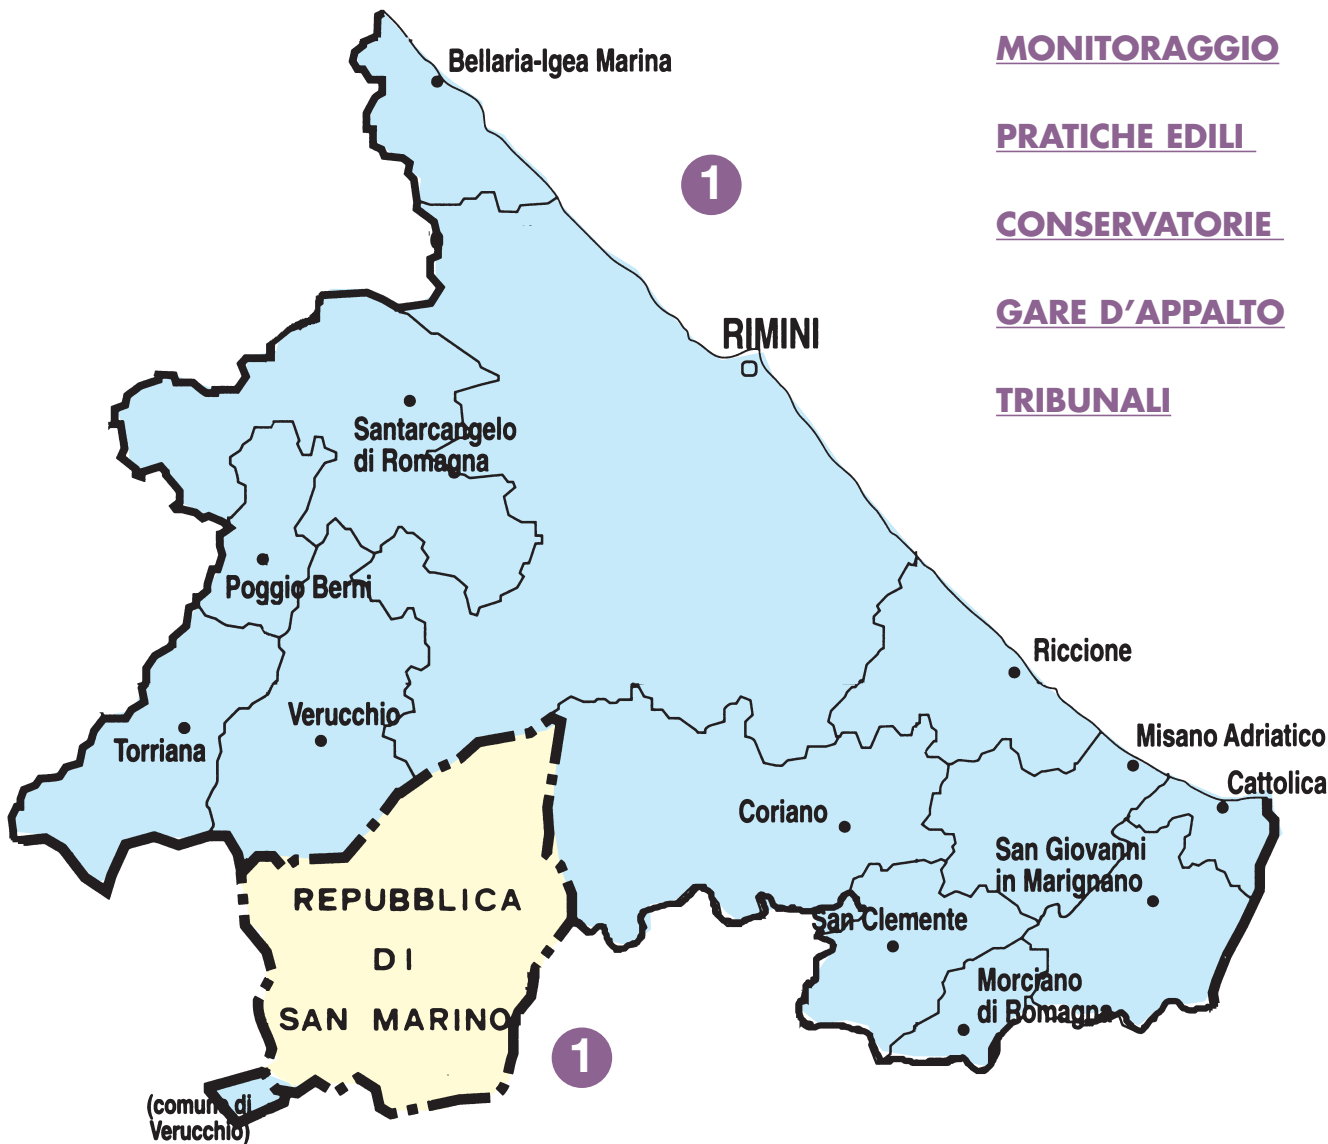 MONITORAGGIO
Bellaria-Igea Marina
PRATICHE EDILI
1
CONSERVATORIE
GARE D’APPALTO
RIMINI
TRIBUNALI
Santarcangelo
di Romagna
Poggio Berni
Riccione
Verucchio
Torriana
Misano Adriatico
Cattolica
Coriano
San Giovanni
in Marignano
REPUBBLICA
DI
SAN MARINO
San Clemente
Morciano
di Romagna
1
(comune di
Verucchio)